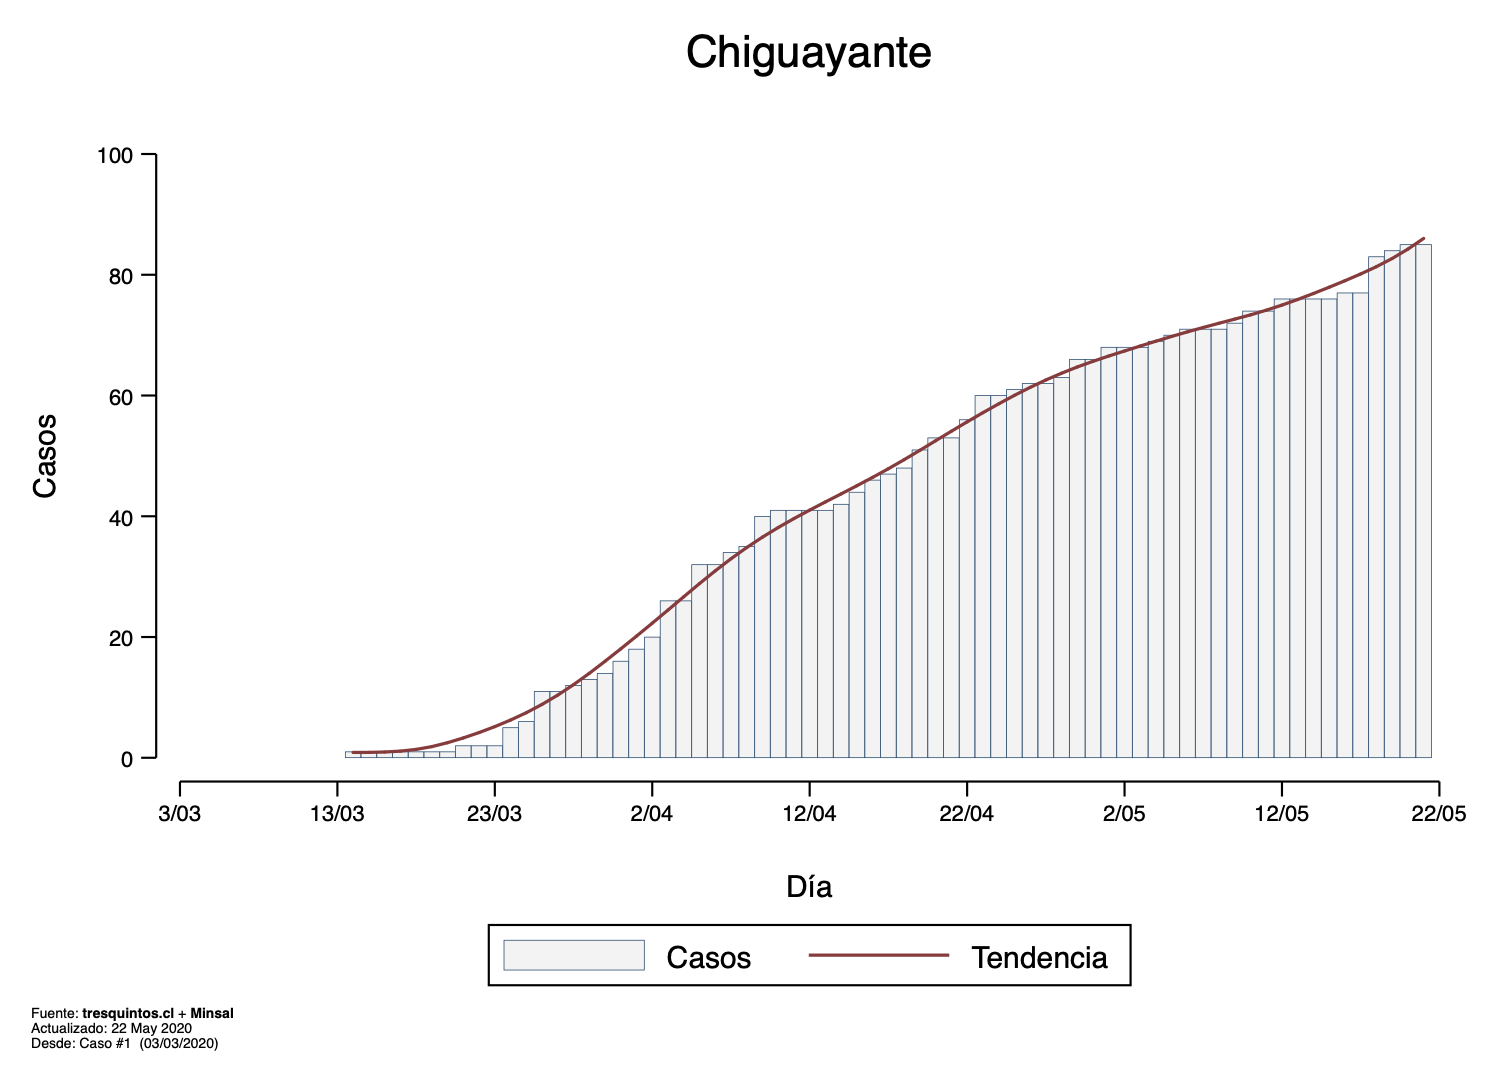 Chiguayante
100
80
60
40
20
0
Casos
3/03 13/03 23/03 2/04 12/04 22/04 2/05 12/05 22/05
Día
Casos Tendencia
Fuente: tresquintos.cl + Minsal
Actualizado: 22 May 2020
Desde: Caso #1 (03/03/2020)